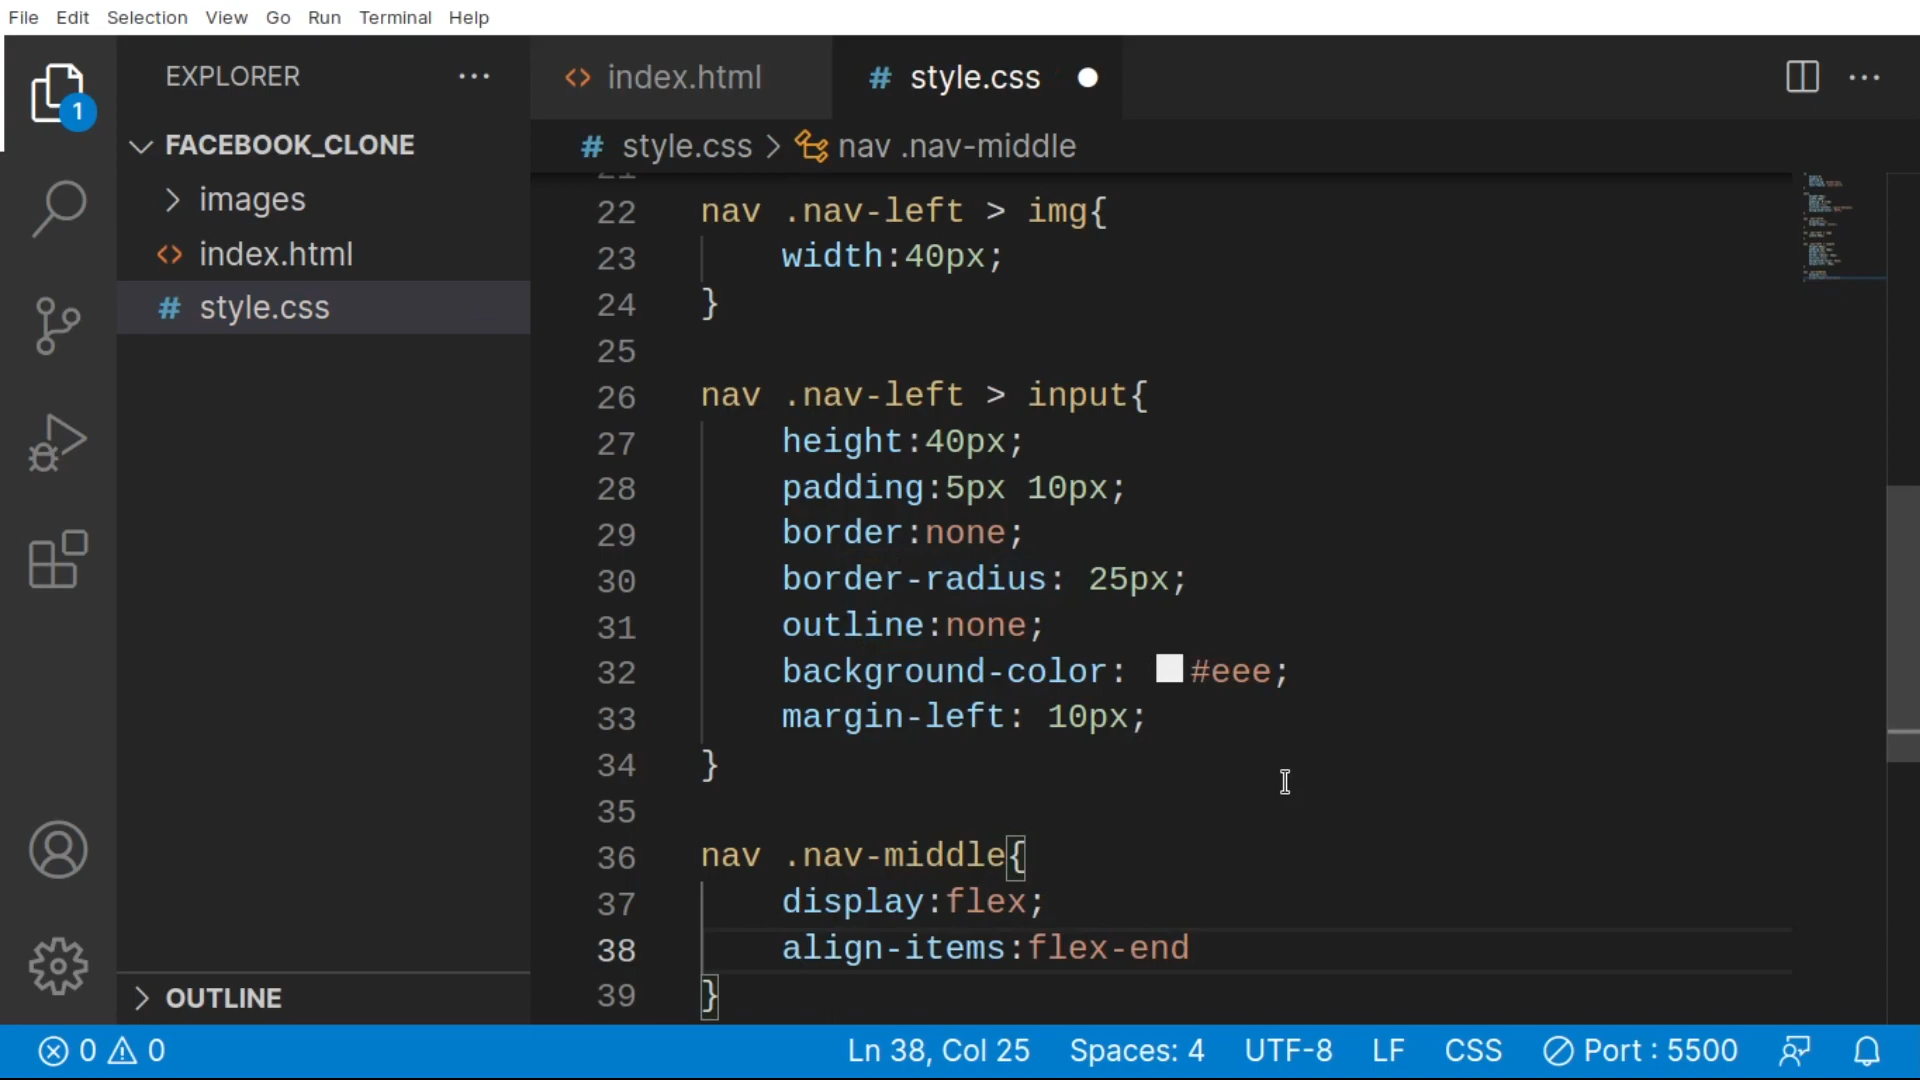 File Edit Selection View Go Run Terminal Help
1
EXPLORER ...
FACEBOOK_CLONE
images
<> index.html
# style.css
OUTLINE
<> index.html
# style.css
# style.css > nav .nav-middle
22 nav .nav-left > img{
23     width:40px;
24 }
25
26 nav .nav-left > input{
27     height:40px;
28     padding:5px 10px;
29     border:none;
30     border-radius: 25px;
31     outline:none;
32     background-color: #eee;
33     margin-left: 10px;
34 }
35
36 nav .nav-middle{
37     display:flex;
38     align-items:flex-end
39 }
0 0 Ln 38, Col 25 Spaces: 4 UTF-8 LF CSS Port : 5500